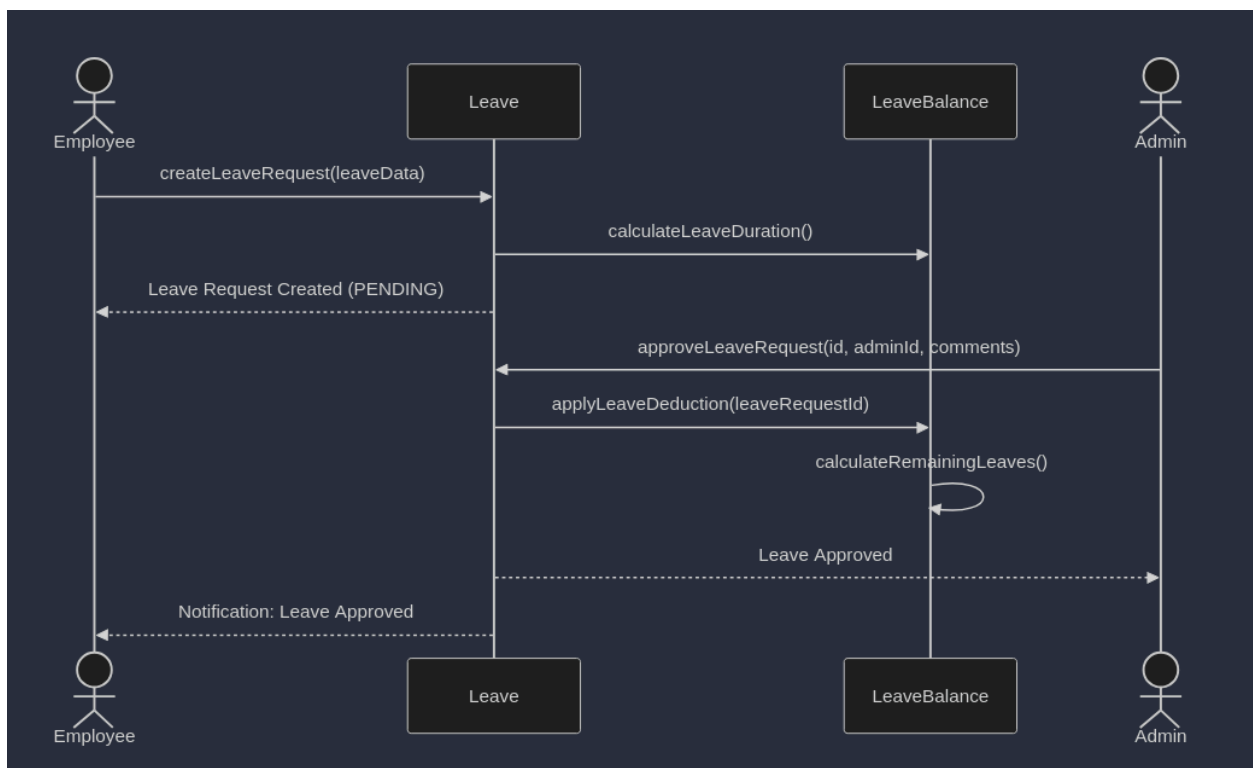 Employee
Leave
LeaveBalance
Admin
createLeaveRequest(leaveData)
calculateLeaveDuration()
Leave Request Created (PENDING)
approveLeaveRequest(id, adminId, comments)
applyLeaveDeduction(leaveRequestId)
calculateRemainingLeaves()
Leave Approved
Notification: Leave Approved
Employee
Leave
LeaveBalance
Admin